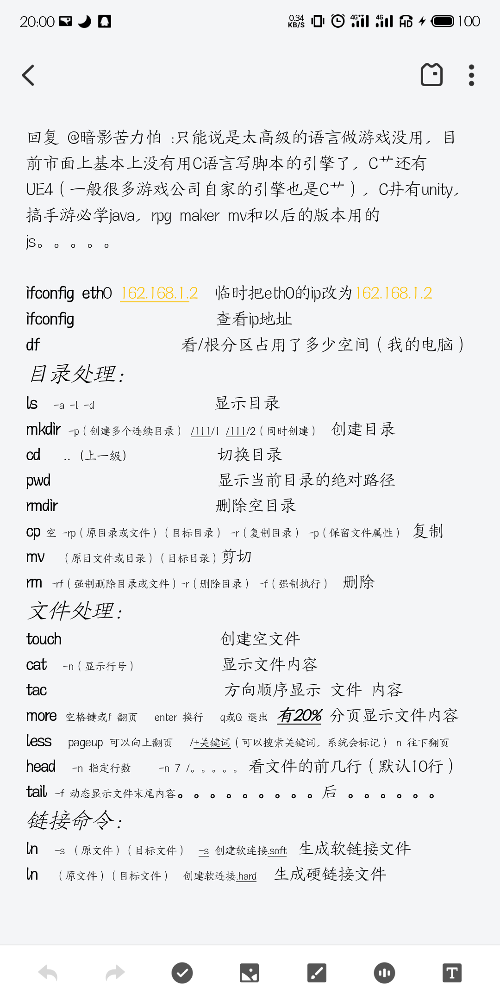 20:00 0.34 KB/S 4G+ 4G HD 100
回复 @暗影苦力怕 :只能说是太高级的语言做游戏没用，目
前市面上基本上没有用C语言写脚本的引擎了，C艹还有
UE4（一般很多游戏公司自家的引擎也是C艹），C井有unity，
搞手游必学java，rpg maker mv和以后的版本用的
js。。。。。
ifconfig eth0 162.168.1.2 临时把eth0的ip改为162.168.1.2
ifconfig 查看ip地址
df 看/根分区占用了多少空间（我的电脑）
目录处理：
ls -a -l -d 显示目录
mkdir -p（创建多个连续目录） /111/1 /111/2（同时创建） 创建目录
cd ..（上一级） 切换目录
pwd 显示当前目录的绝对路径
rmdir 删除空目录
cp 空 -rp（原目录或文件）（目标目录） -r（复制目录） -p（保留文件属性） 复制
mv （原目文件或目录）（目标目录）剪切
rm -rf（强制删除目录或文件）-r（删除目录） -f（强制执行） 删除
文件处理：
touch 创建空文件
cat -n（显示行号） 显示文件内容
tac 方向顺序显示 文件 内容
more 空格键或f 翻页 enter 换行 q或Q 退出 有20% 分页显示文件内容
less pageup 可以向上翻页 /+关键词（可以搜索关键词，系统会标记） n 往下翻页
head -n 指定行数 -n 7 /。。。。。 看文件的前几行（默认10行）
tail -f 动态显示文件末尾内容。。。。。。。。。后 。。。。。。
链接命令：
ln -s （原文件）（目标文件） -s 创建软连接.soft 生成软链接文件
ln （原文件）（目标文件） 创建软连接.hard 生成硬链接文件
T